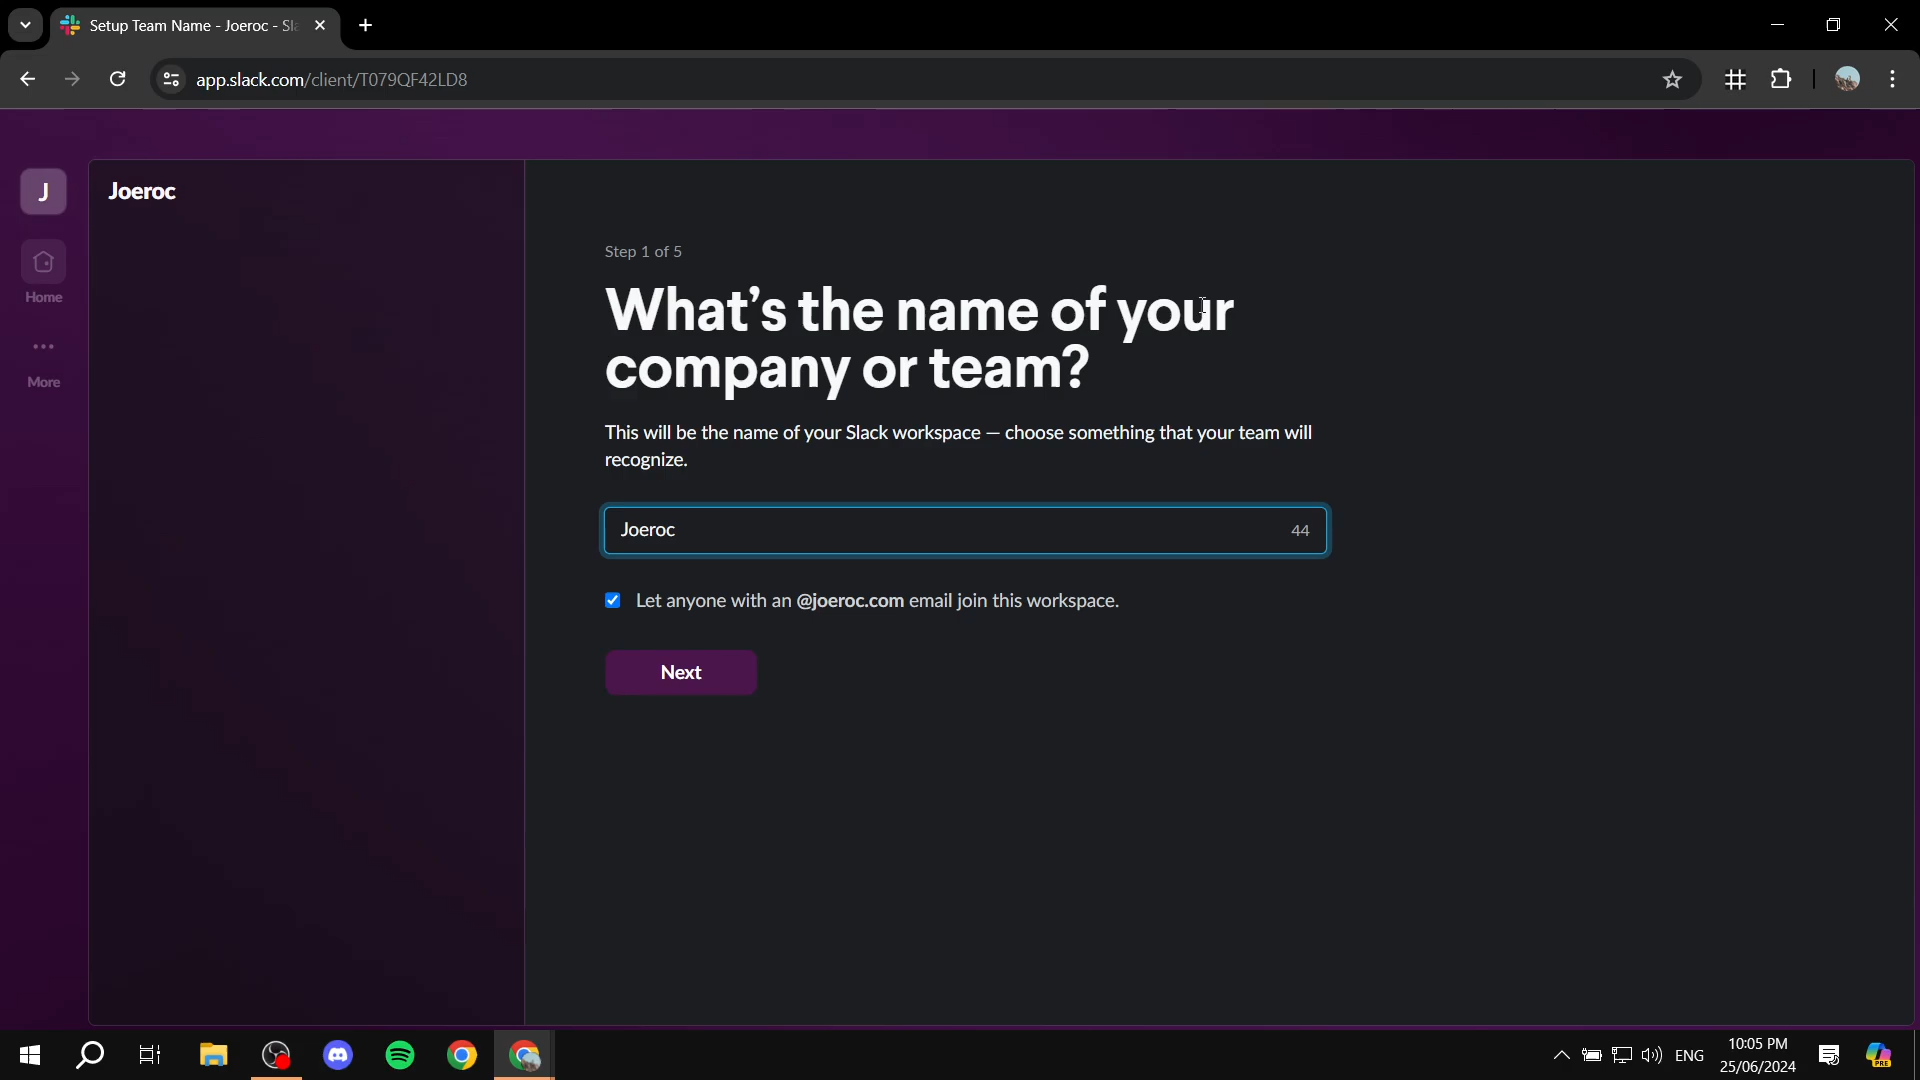 Setup Team Name - Joeroc - Sla
app.slack.com/client/T079QF42LD8
J
Joeroc
Home
More
Step 1 of 5
What's the name of your
company or team?
This will be the name of your Slack workspace — choose something that your team will
recognize.
Joeroc
44
Let anyone with an @joeroc.com email join this workspace.
Next
ENG
10:05 PM
25/06/2024
PRE